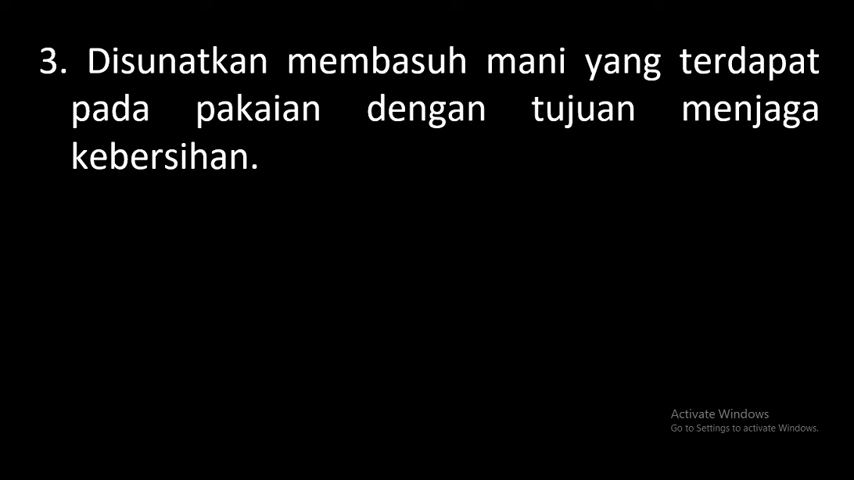 3. Disunatkan membasuh mani yang terdapat
pada pakaian dengan tujuan menjaga
kebersihan.
Activate Windows
Go to Settings to activate Windows.